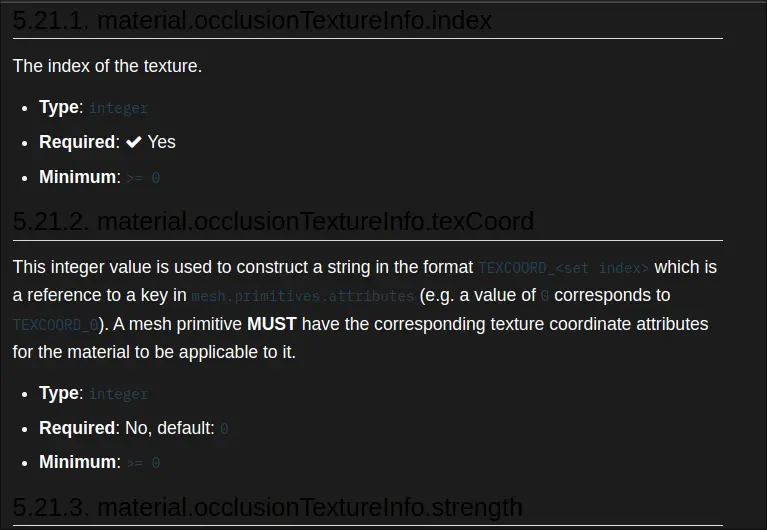 5.21.1. material.occlusionTextureInfo.index
The index of the texture.
• Type: integer
• Required: ✔ Yes
• Minimum: >= 0
5.21.2. material.occlusionTextureInfo.texCoord
This integer value is used to construct a string in the format TEXCOORD_<set index> which is
a reference to a key in mesh.primitives.attributes (e.g. a value of 0 corresponds to
TEXCOORD_0). A mesh primitive MUST have the corresponding texture coordinate attributes
for the material to be applicable to it.
• Type: integer
• Required: No, default: 0
• Minimum: >= 0
5.21.3. material.occlusionTextureInfo.strength